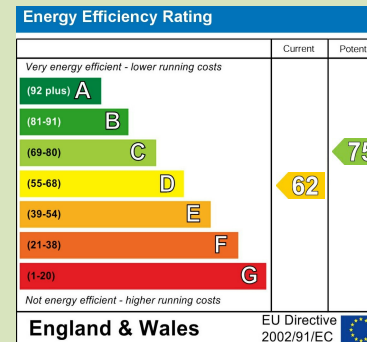 Energy Efficiency Rating
Current Potent
Very energy efficient - lower running costs
(92 plus) A
(81-91) B
(69-80) C
75
(55-68) D
62
(39-54) E
(21-38) F
(1-20) G
Not energy efficient - higher running costs
England & Wales
EU Directive
2002/91/EC